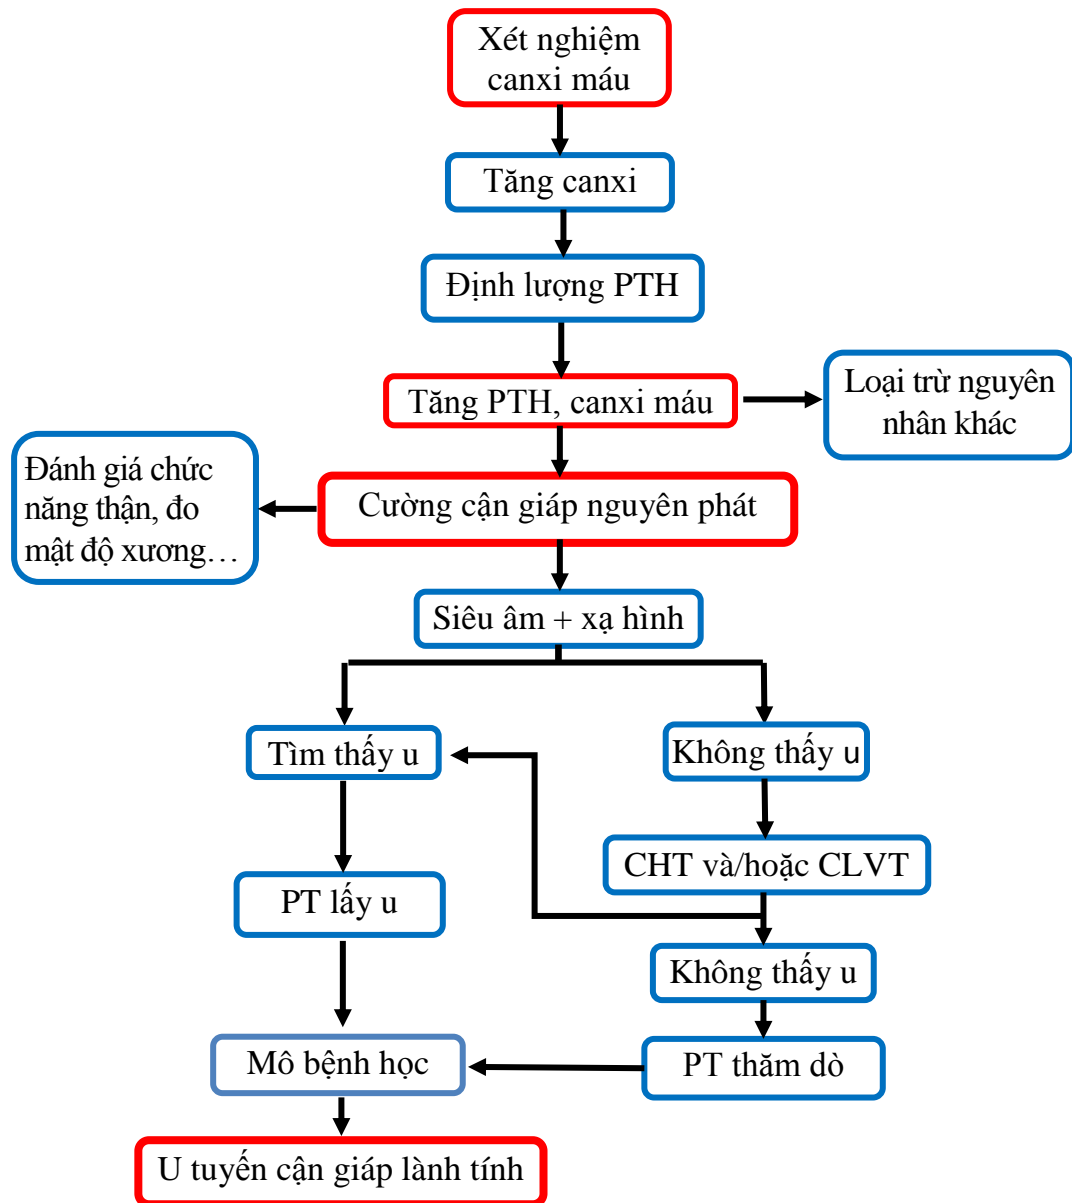 Xét nghiệm
canxi máu
Tăng canxi
Định lượng PTH
Tăng PTH, canxi máu
Loại trừ nguyên
nhân khác
Đánh giá chức
năng thận, đo
mật độ xương…
Cường cận giáp nguyên phát
Siêu âm + xạ hình
Tìm thấy u
Không thấy u
CHT và/hoặc CLVT
PT lấy u
Không thấy u
Mô bệnh học
PT thăm dò
U tuyến cận giáp lành tính